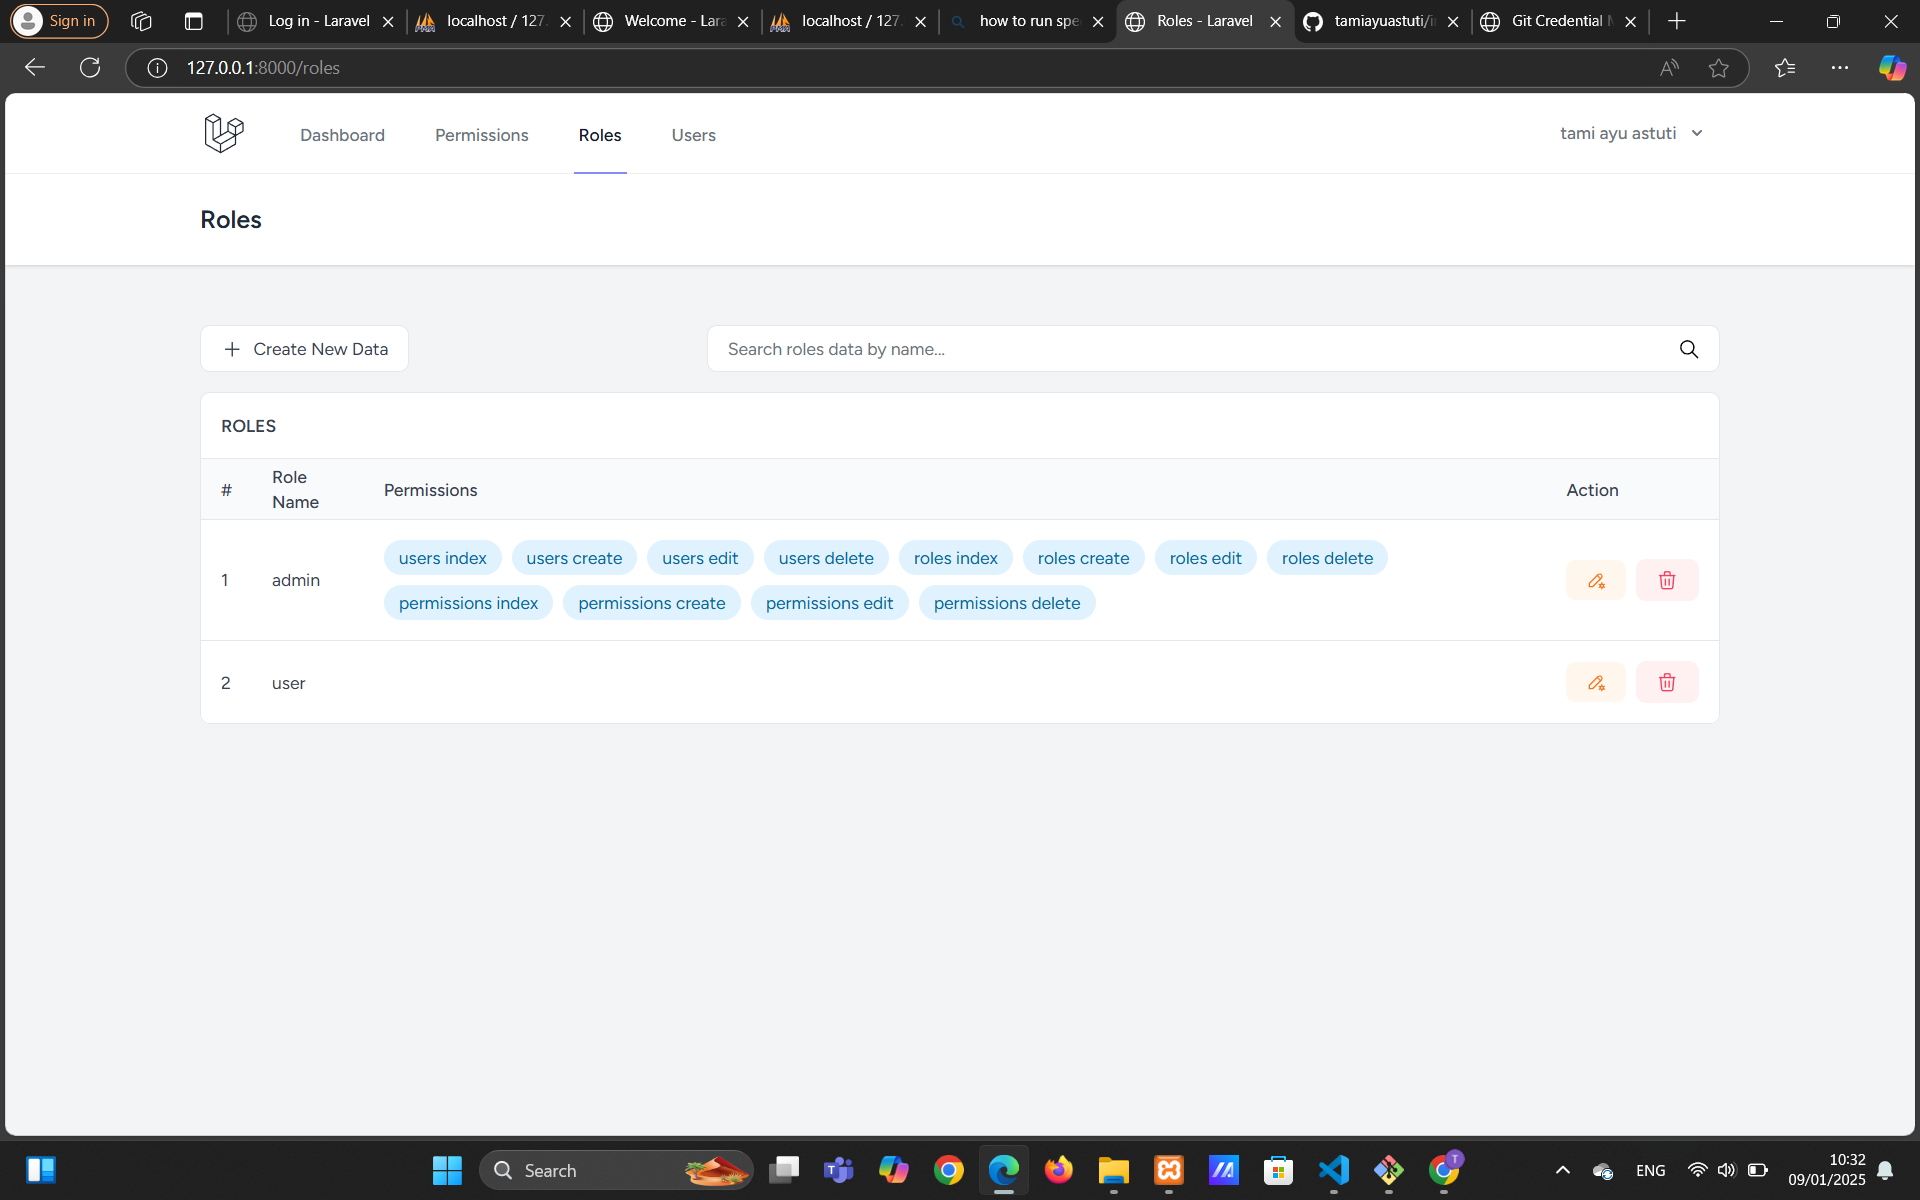 Sign in
Log in - Laravel
localhost / 127.
Welcome - Lara
localhost / 127.
how to run spe
Roles - Laravel
tamiayuastuti/i
Git Credential M
127.0.0.1:8000/roles
Dashboard
Permissions
Roles
Users
tami ayu astuti
Roles
Create New Data
Search roles data by name...
ROLES
# Role Name Permissions Action
1 admin
users index users create users edit users delete roles index roles create roles edit roles delete
permissions index permissions create permissions edit permissions delete
2 user
Search
ENG
10:32
09/01/2025